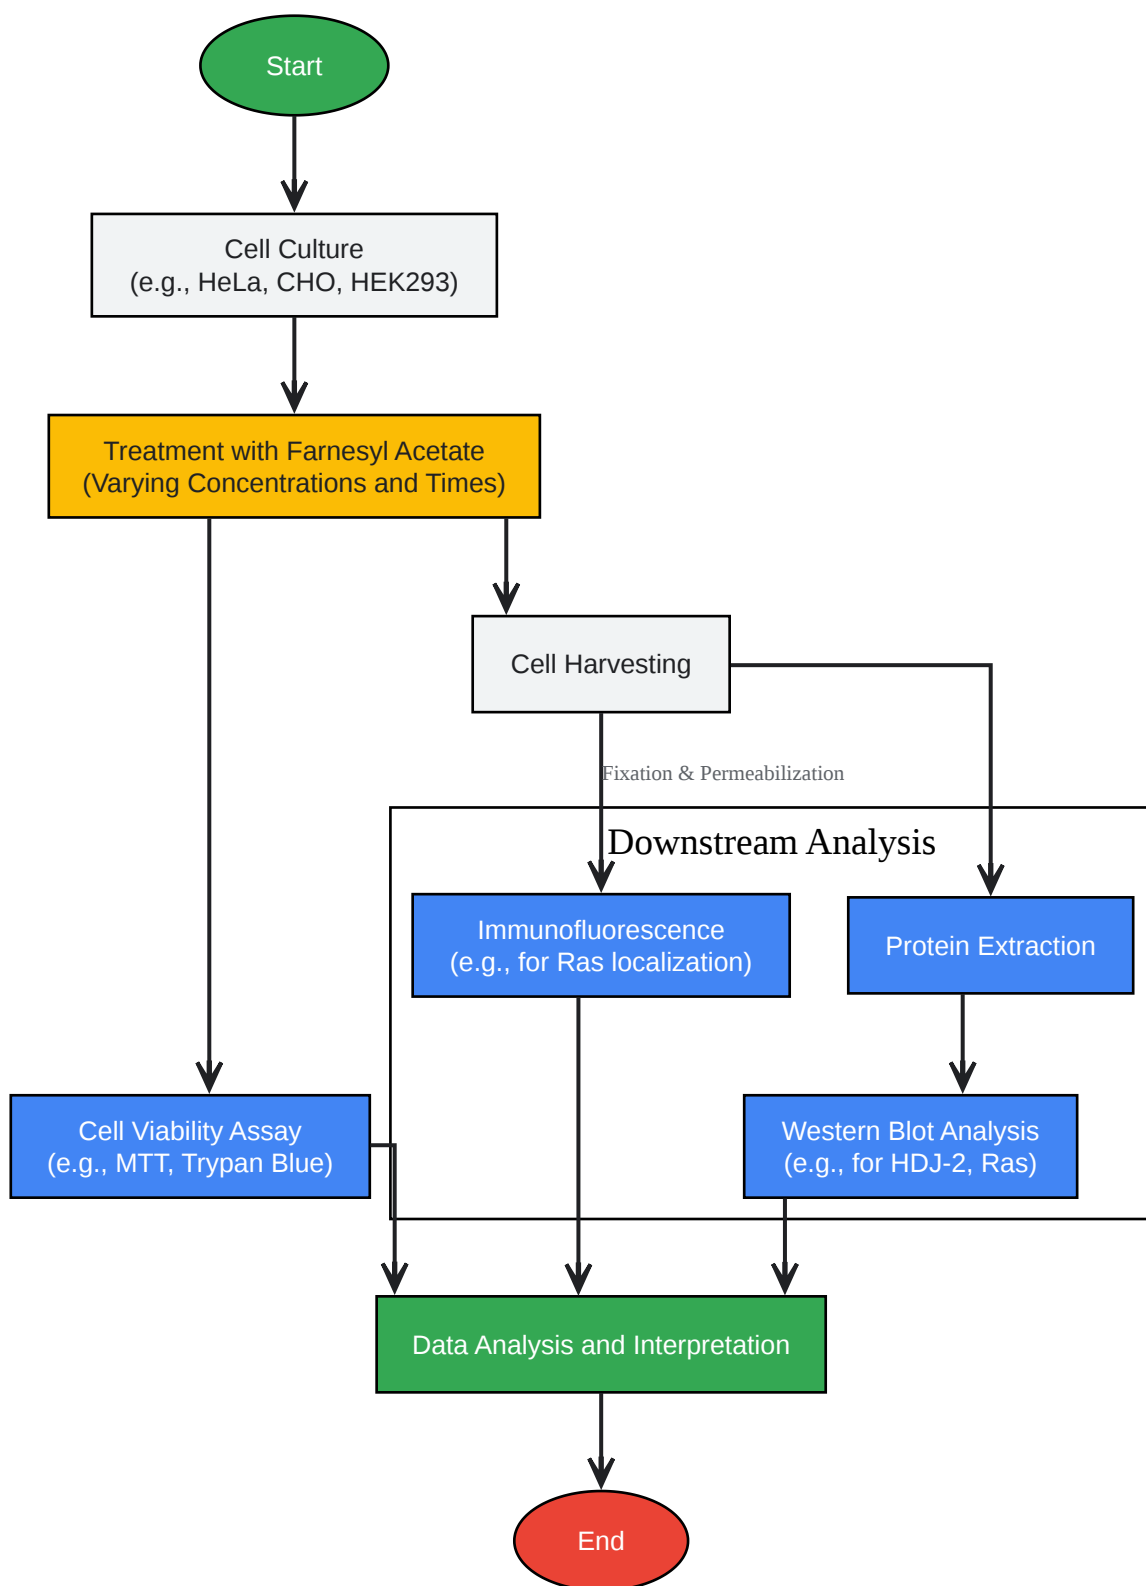 Start
Cell Culture
(e.g., HeLa, CHO, HEK293)
Treatment with Farnesyl Acetate
(Varying Concentrations and Times)
Cell Harvesting
Fixation & Permeabilization
Downstream Analysis
Immunofluorescence
(e.g., for Ras localization)
Protein Extraction
Cell Viability Assay
(e.g., MTT, Trypan Blue)
Western Blot Analysis
(e.g., for HDJ-2, Ras)
Data Analysis and Interpretation
End